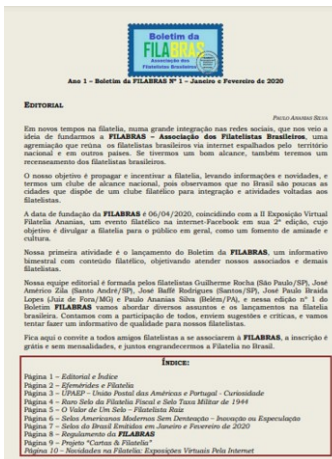 Boletim da
FILABRAS
Associação dos
Filatelistas Brasileiros
Ano 1 – Boletim da FILABRAS Nº 1 – Janeiro e Fevereiro de 2020
EDITORIAL
PAULO ANANIAS SILVA
Em novos tempos na filatelia, numa grande integração nas redes sociais, que nos veio a
ideia de fundarmos a FILABRAS – Associação dos Filatelistas Brasileiros, uma
agremiação que reúna os filatelistas brasileiros via internet espalhados pelo território
nacional e em outros países. Se tivermos um bom alcance, também teremos um
recenseamento dos filatelistas brasileiros.
O nosso objetivo é propagar e incentivar a filatelia, levando informações e novidades, e
termos um clube de alcance nacional, pois observamos que no Brasil são poucas as
cidades que dispõe de um clube filatélico para integração e atividades voltadas aos
filatelistas.
A data de fundação da FILABRAS é 06/04/2020, coincidindo com a II Exposição Virtual
Filatelia Ananias, um evento filatélico na internet-Facebook em sua 2ª edição, cujo
objetivo é divulgar a filatelia para o público em geral, como um fomento de amizade e
cultura.
Nossa primeira atividade é o lançamento do Boletim da FILABRAS, um informativo
bimestral com conteúdo filatélico, objetivando atender nossos associados e demais
filatelistas.
Nossa equipe editorial é formada pelos filatelistas Guilherme Rocha (São Paulo/SP), José
Américo Zila (Santo André/SP), José Baffé Rodrigues (Santos/SP), José Paulo Braida
Lopes (Juiz de Fora/MG) e Paulo Ananias Silva (Belém/PA), e nessa edição nº 1 do
Boletim FILABRAS vamos abordar diversos assuntos e os lançamentos na filatelia
brasileira. Contamos com a participação de todos, enviem sugestões e críticas, e vamos
tentar fazer um informativo de qualidade para nossos filatelistas.
Fica aqui o convite a todos amigos filatelistas a se associarem à FILABRAS, a inscrição é
grátis e sem mensalidades, e juntos engrandecermos a Filatelia no Brasil.
ÍNDICE:
Página 1 – Editorial e Índice
Página 2 – Efemérides e Filatelia
Página 3 – UPAEP – União Postal das Américas e Portugal - Curiosidade
Página 4 – Raro Selo da Filatelia Fiscal e Selo Taxa Militar de 1944
Página 5 – O Valor de Um Selo – Filatelista Raiz
Página 6 – Selos Americanos Modernos Sem Denteação – Inovação ou Especulação
Página 7 – Selos do Brasil Emitidos em Janeiro e Fevereiro de 2020
Página 8 – Regulamento da FILABRAS
Página 9 – Projeto "Cartas & Filatelia"
Página 10 – Novidades na Filatelia; Exposições Virtuais Pela Internet